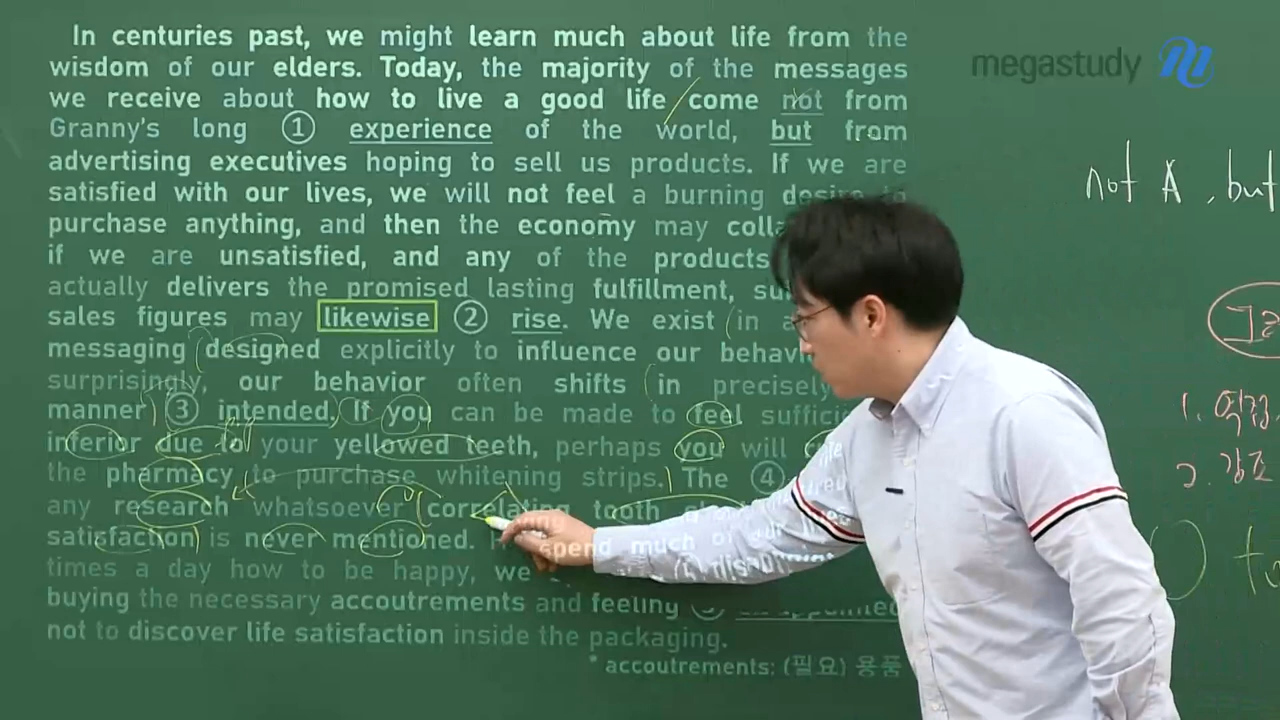 In centuries past, we might learn much about life from the
wisdom of our elders. Today, the majority of the messages
we receive about how to live a good life come not from
Granny's long ① experience of the world, but from
advertising executives hoping to sell us products. If we are
satisfied with our lives, we will not feel a burning desire to
purchase anything, and then the economy may
if we are unsatisfied, and any of the products
actually delivers the promised lasting fulfillment,
sales figures may likewise ② rise. We exist in
messaging designed explicitly to influence our
surprisingly, our behavior often shifts in precisely
manner ③ intended. If you can be made to feel
inferior due to your yellowed teeth, perhaps you will
the pharmacy to purchase whitening strips. The ④
any research whatsoever correlating tooth
satisfaction is never mentioned. spend much of our
times a day how to be happy, we
buying the necessary accoutrements and feeling ⑤
not to discover life satisfaction inside the packaging.
* accoutrements: (필요) 용품
megastudy
not A, but
1.
2. 강조
to